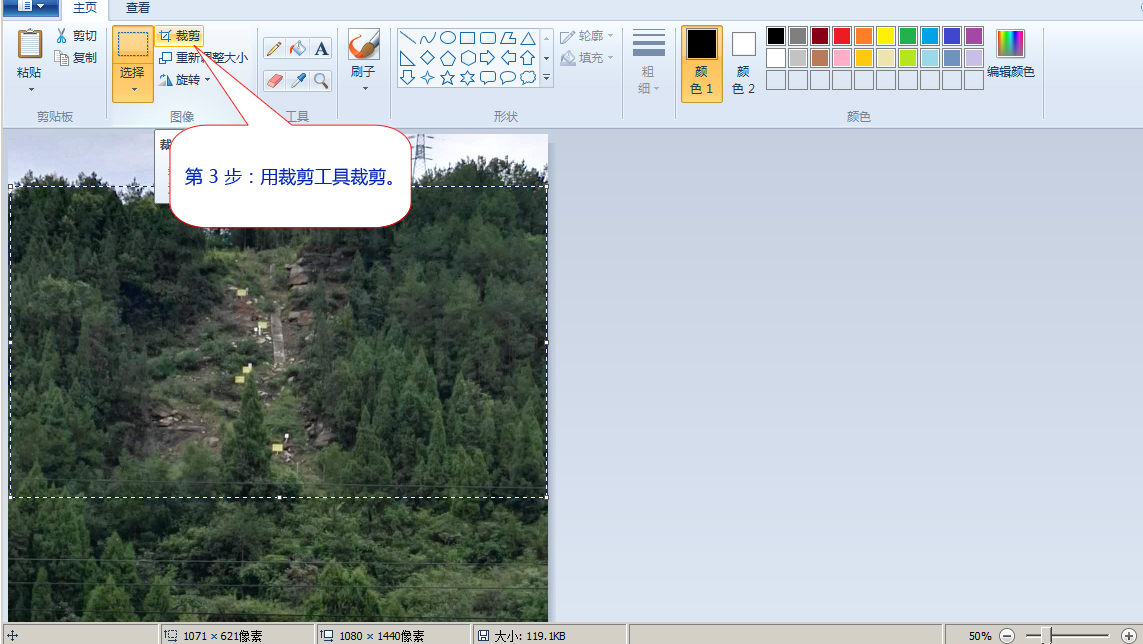 主页
查看
粘贴
剪切
复制
剪贴板
选择
裁剪
重新调整大小
旋转
图像
A
工具
刷子
形状
轮廓
填充
粗
细
颜
色 1
颜
色 2
编辑颜色
颜色
裁
第 3 步：用裁剪工具裁剪。
1071 × 621像素
1080 × 1440像素
大小: 119.1KB
50%